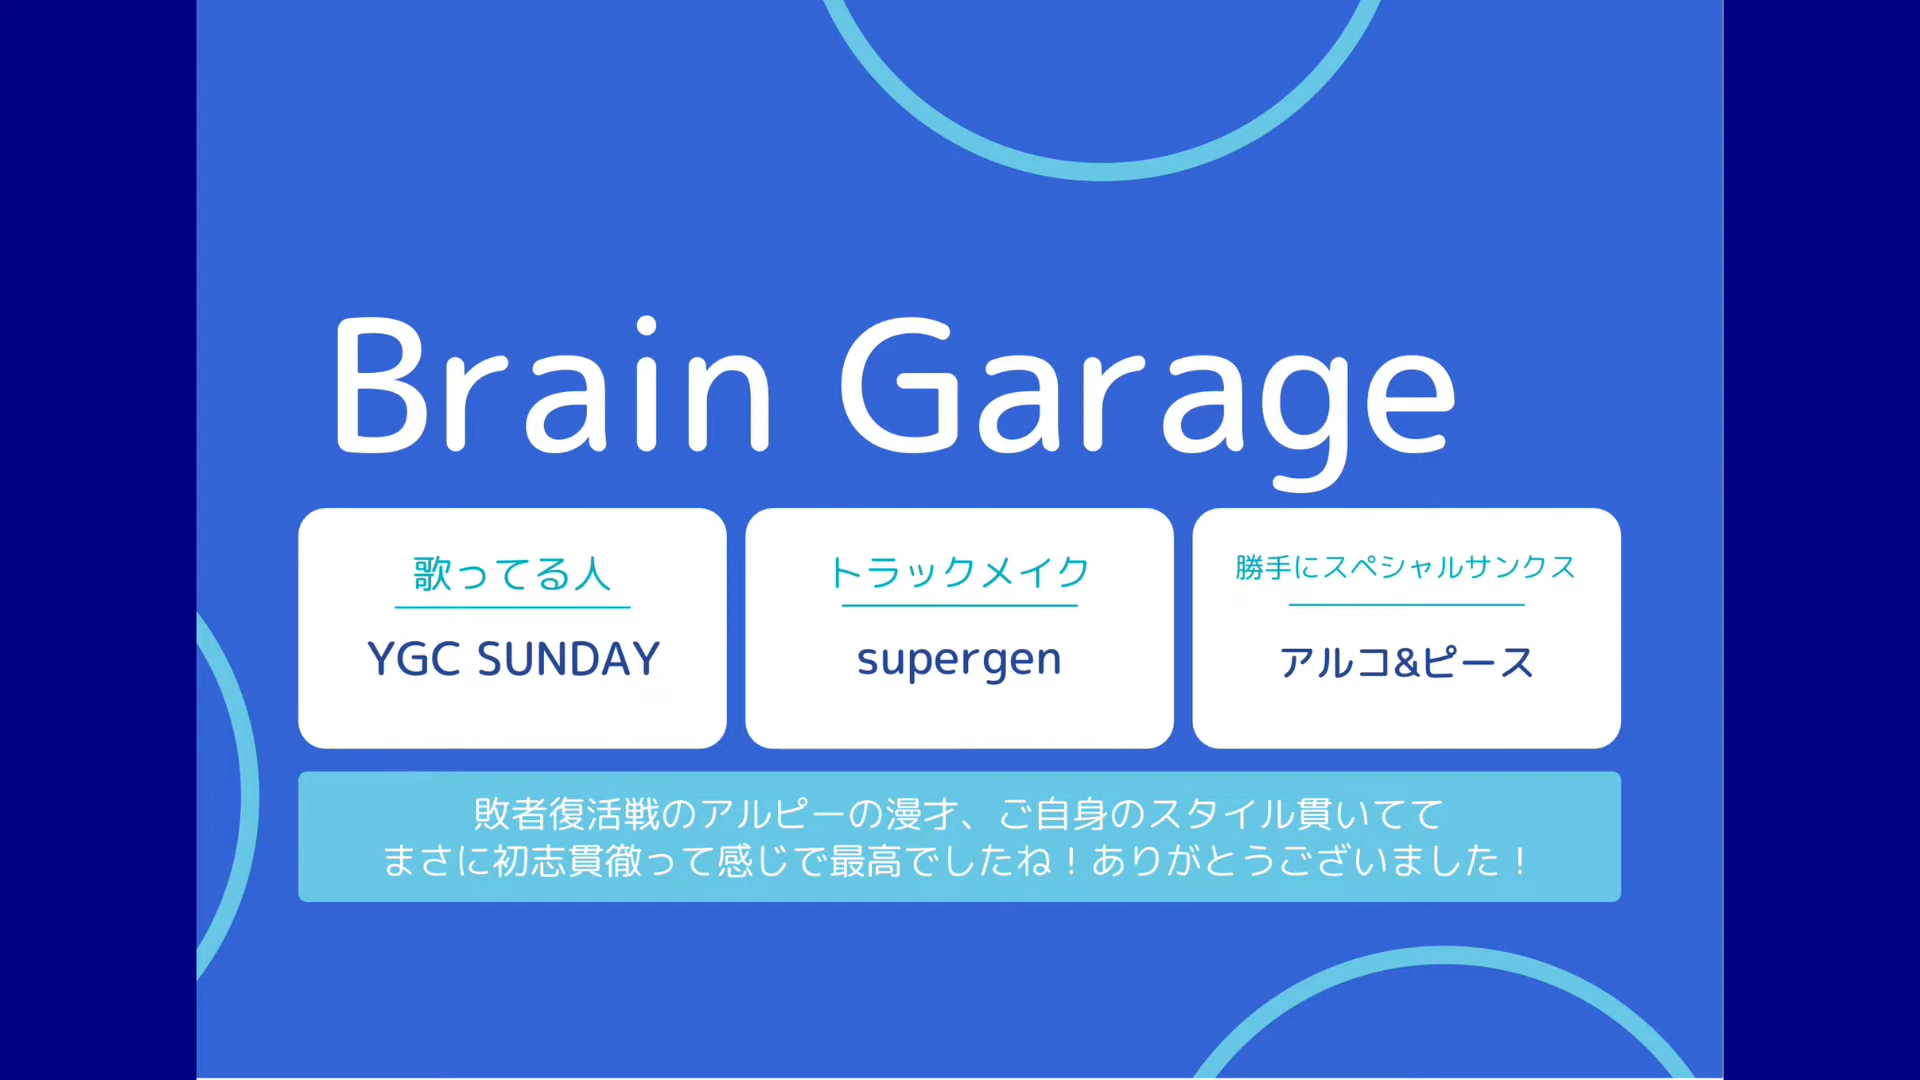 Brain Garage
歌ってる人
YGC SUNDAY
トラックメイク
supergen
勝手にスペシャルサンクス
アルコ&ピース
敗者復活戦のアルピーの漫才、ご自身のスタイル貫いてて
まさに初志貫徹って感じで最高でしたね！ありがとうございました！